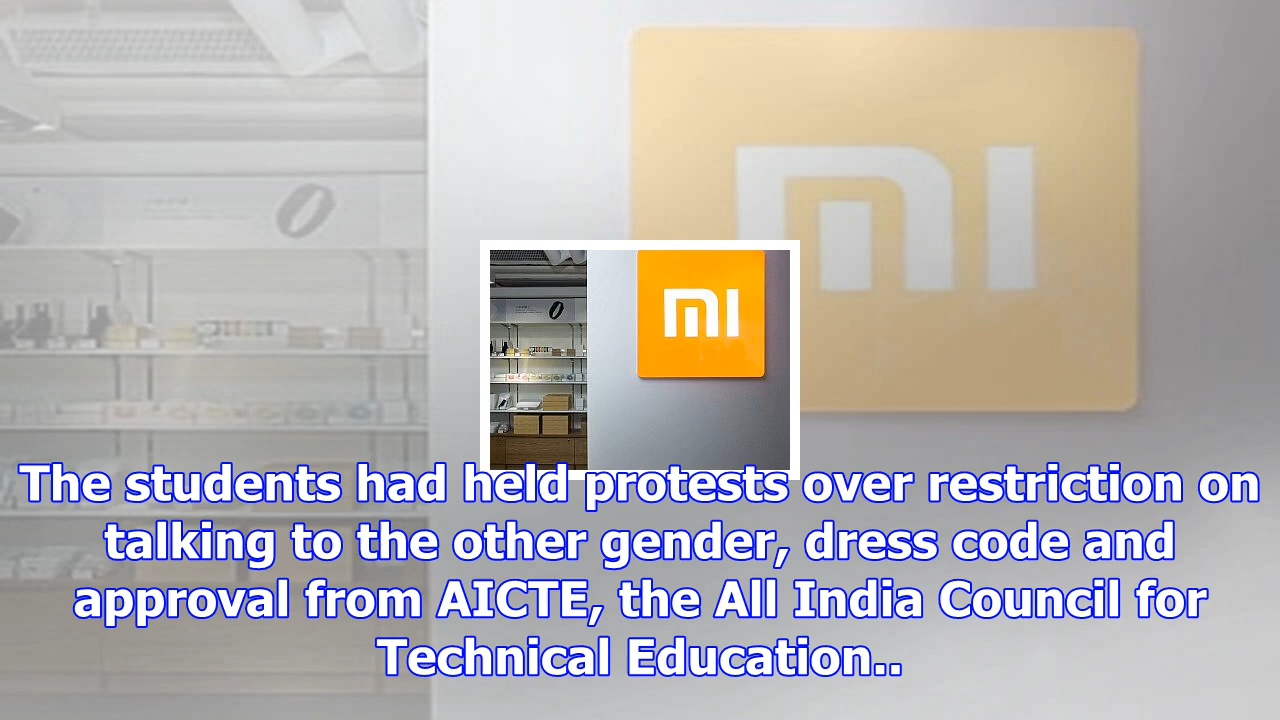 mi
mi
The students had held protests over restriction on
talking to the other gender, dress code and
approval from AICTE, the All India Council for
Technical Education..